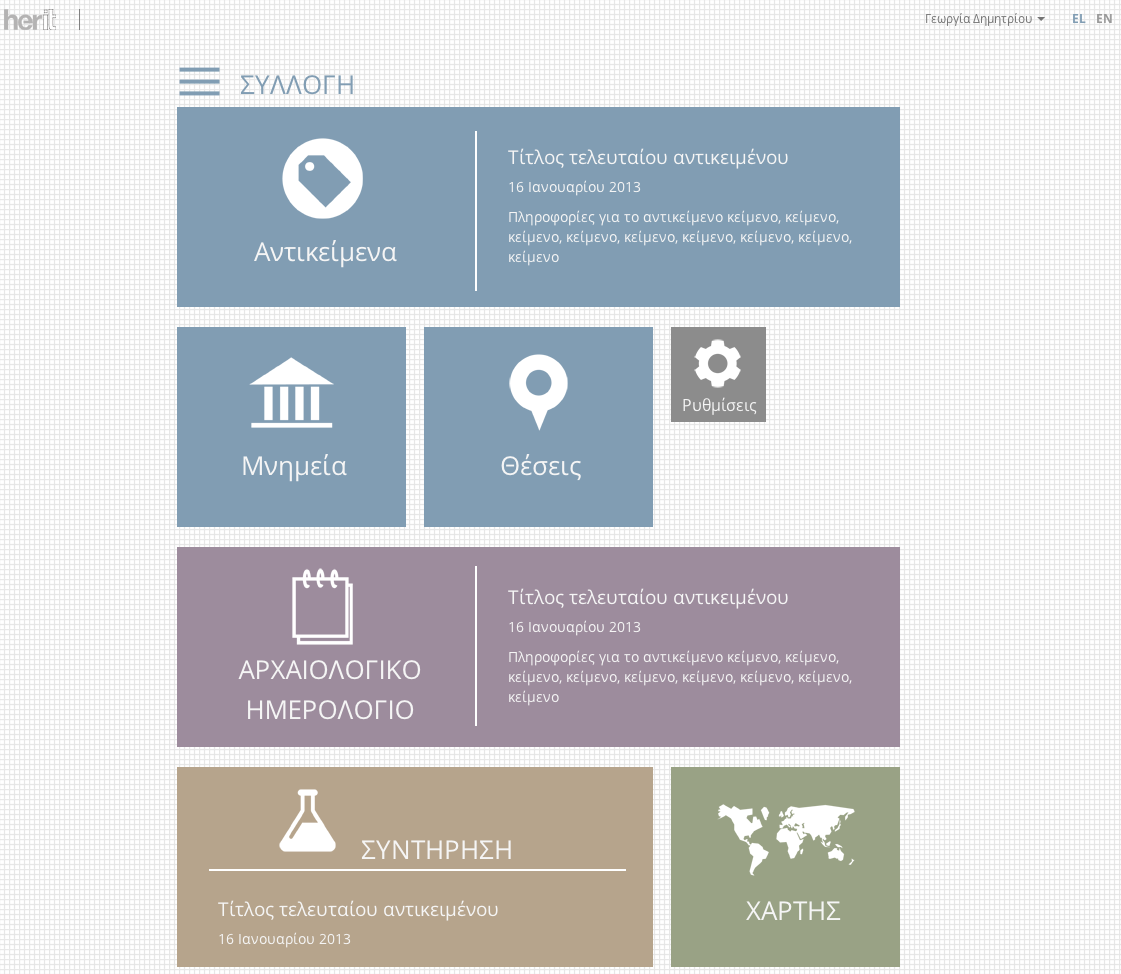 herit
Γεωργία Δημητρίου
EL EN
ΣΥΛΛΟΓΗ
Αντικείμενα
Τίτλος τελευταίου αντικειμένου
16 Ιανουαρίου 2013
Πληροφορίες για το αντικείμενο κείμενο, κείμενο,
κείμενο, κείμενο, κείμενο, κείμενο, κείμενο, κείμενο,
κείμενο
Μνημεία
Θέσεις
Ρυθμίσεις
ΑΡΧΑΙΟΛΟΓΙΚΟ
ΗΜΕΡΟΛΟΓΙΟ
Τίτλος τελευταίου αντικειμένου
16 Ιανουαρίου 2013
Πληροφορίες για το αντικείμενο κείμενο, κείμενο,
κείμενο, κείμενο, κείμενο, κείμενο, κείμενο, κείμενο,
κείμενο
ΣΥΝΤΗΡΗΣΗ
Τίτλος τελευταίου αντικειμένου
16 Ιανουαρίου 2013
ΧΑΡΤΗΣ